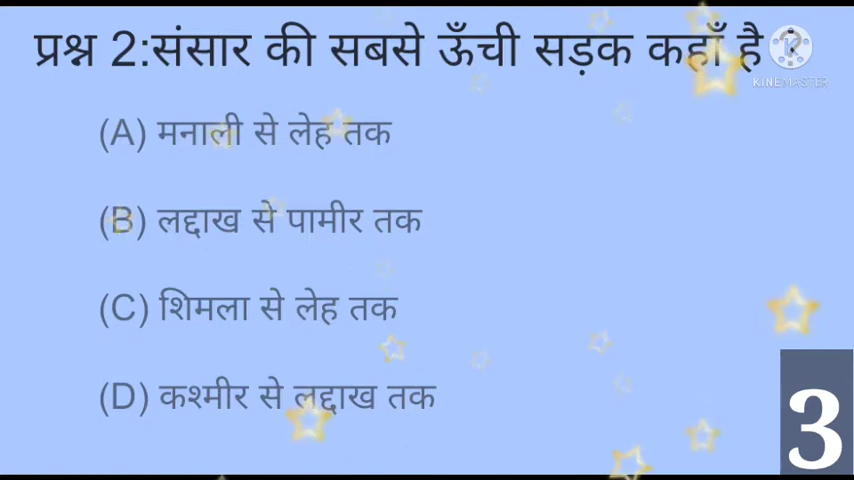 प्रश्न 2:संसार की सबसे ऊँची सड़क कहाँ है ?
KINEMASTER
(A) मनाली से लेह तक
(B) लद्दाख से पामीर तक
(C) शिमला से लेह तक
(D) कश्मीर से लद्दाख तक
3